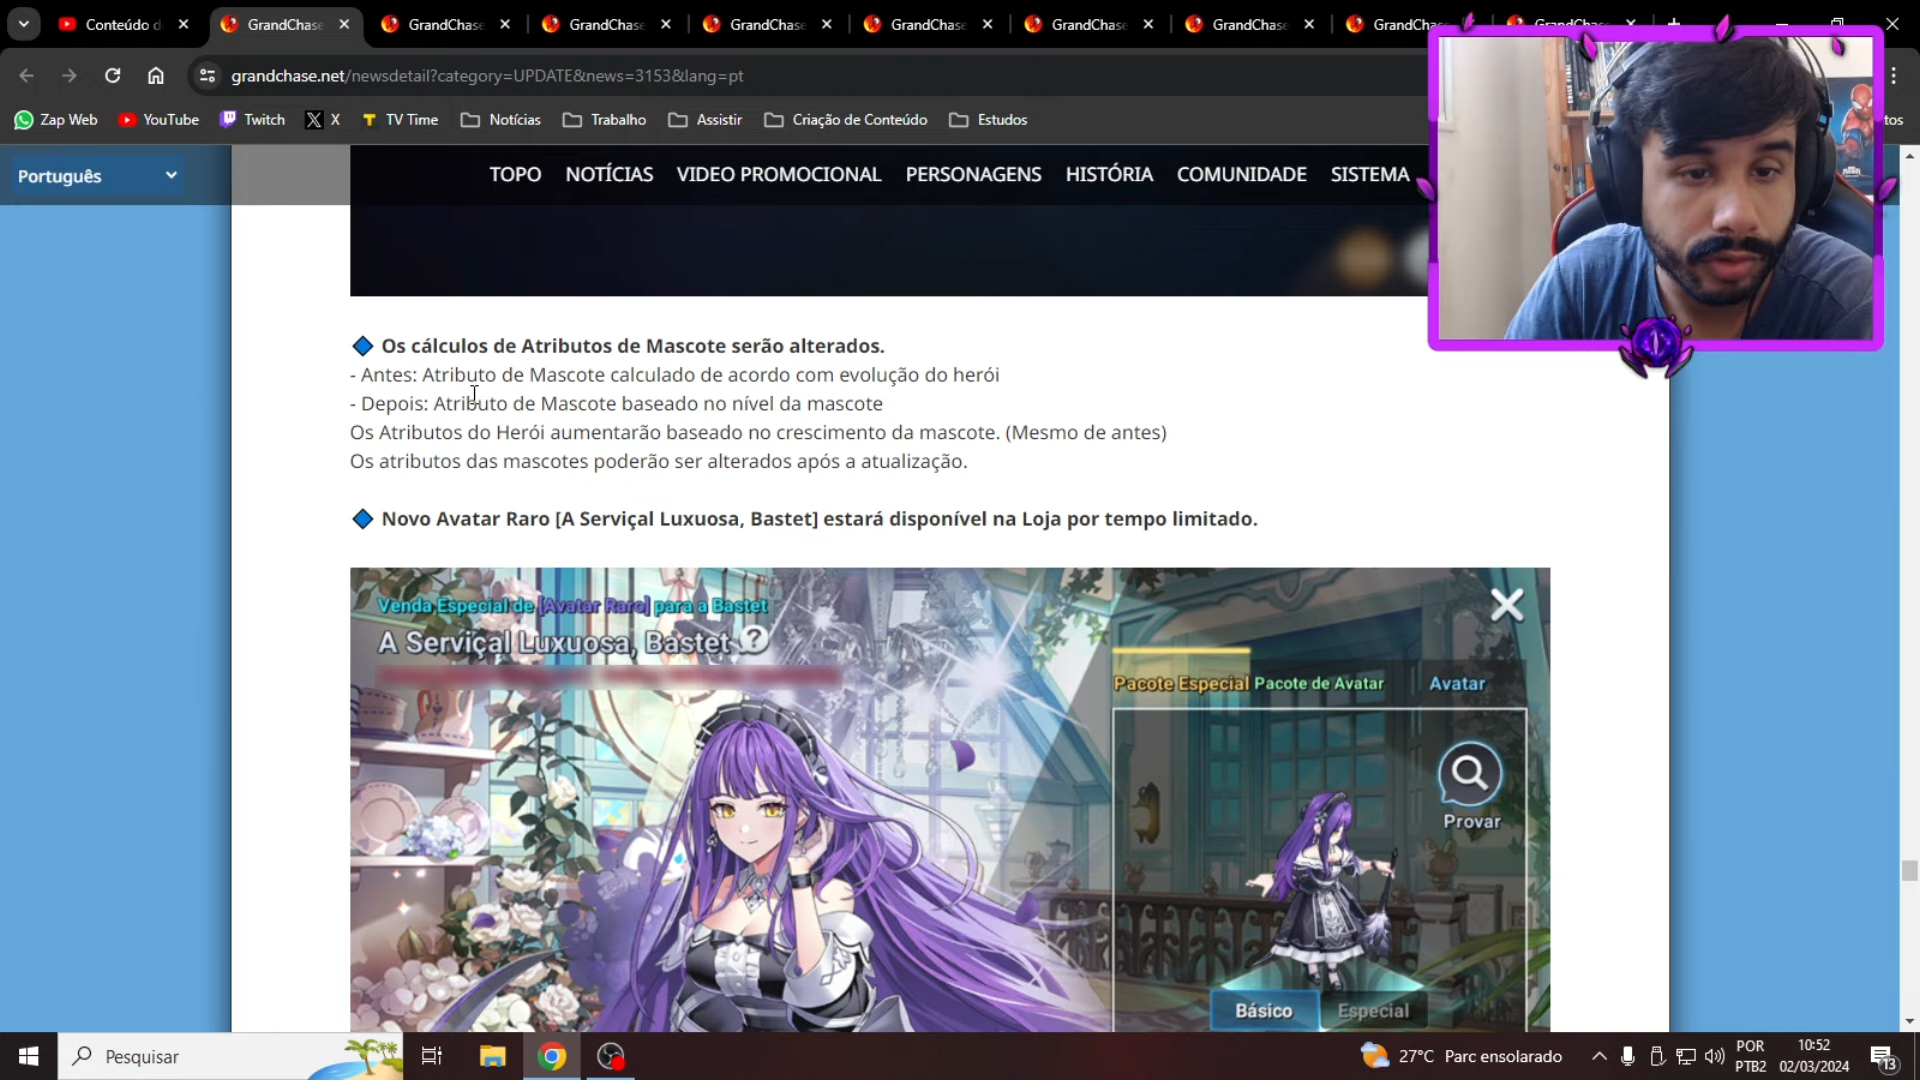 Conteúdo d
GrandChase
GrandChase
GrandChase
GrandChase
GrandChase
GrandChase
GrandChase
GrandChase
GrandChase
grandchase.net/newsdetail?category=UPDATE&news=3153&lang=pt
Zap Web
YouTube
Twitch
X
TV Time
Notícias
Trabalho
Assistir
Criação de Conteúdo
Estudos
tos
Português
TOPO
NOTÍCIAS
VIDEO PROMOCIONAL
PERSONAGENS
HISTÓRIA
COMUNIDADE
SISTEMA
Os cálculos de Atributos de Mascote serão alterados.
- Antes: Atributo de Mascote calculado de acordo com evolução do herói
- Depois: Atributo de Mascote baseado no nível da mascote
Os Atributos do Herói aumentarão baseado no crescimento da mascote. (Mesmo de antes)
Os atributos das mascotes poderão ser alterados após a atualização.
Novo Avatar Raro [A Serviçal Luxuosa, Bastet] estará disponível na Loja por tempo limitado.
Venda Especial de [Avatar Raro] para a Bastet
A Serviçal Luxuosa, Bastet ?
Pacote Especial
Pacote de Avatar
Avatar
Provar
Básico
Especial
Pesquisar
27°C Parc ensolarado
POR
PTB2
10:52
02/03/2024
13